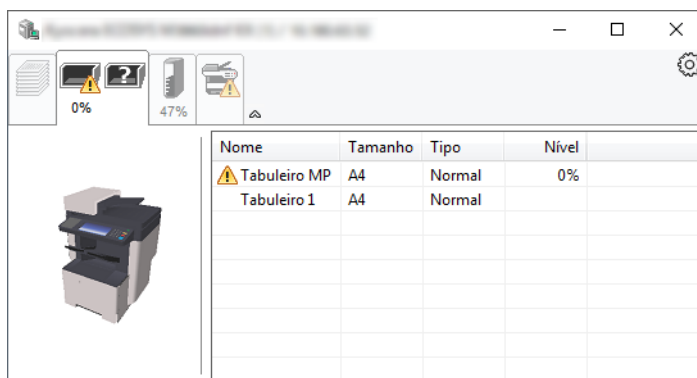 0%
47%
Nome Tamanho Tipo Nível
Tabuleiro MP A4 Normal 0%
Tabuleiro 1 A4 Normal